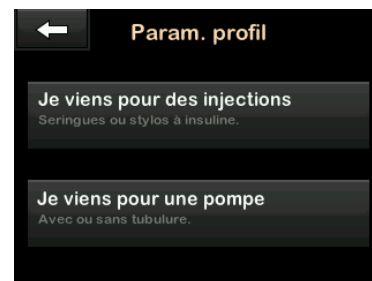 Param. profil
Je viens pour des injections
Seringues ou stylos à insuline.
Je viens pour une pompe
Avec ou sans tubulure.